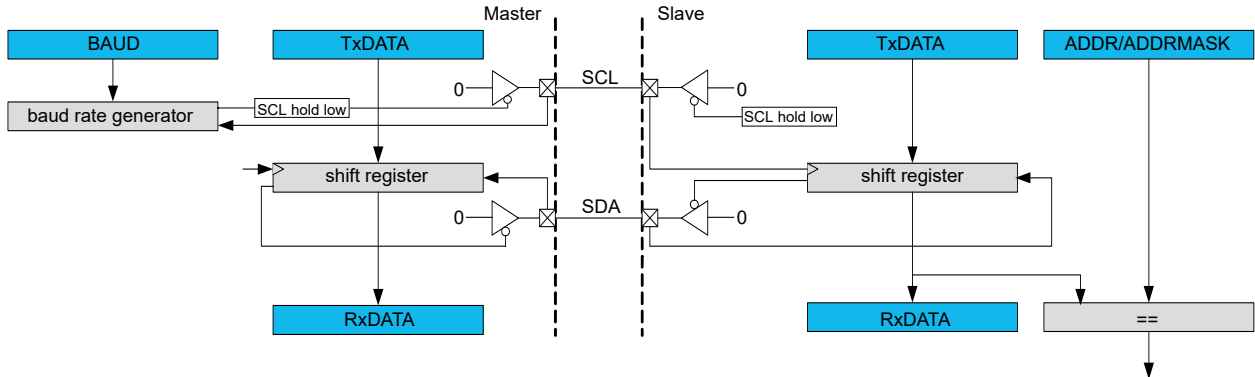 Master
Slave
BAUD
TxDATA
TxDATA
ADDR/ADDRMASK
SCL
0
0
SCL hold low
SCL hold low
baud rate generator
shift register
shift register
0
SDA
0
RxDATA
RxDATA
==